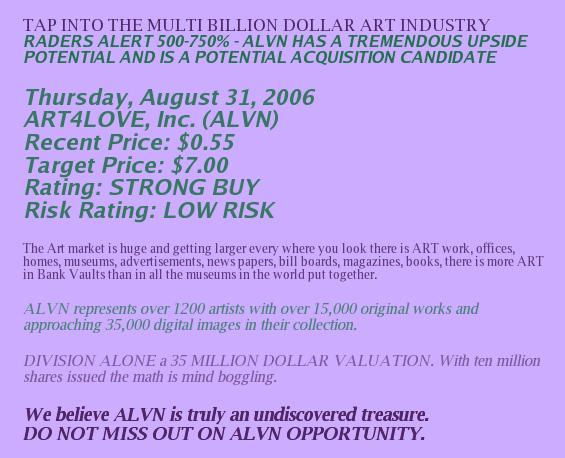 TAP INTO THE MULTI BILLION DOLLAR ART INDUSTRY
RADERS ALERT 500-750% - ALVN HAS A TREMENDOUS UPSIDE
POTENTIAL AND IS A POTENTIAL ACQUISITION CANDIDATE
Thursday, August 31, 2006
ART4LOVE, Inc. (ALVN)
Recent Price: $0.55
Target Price: $7.00
Rating: STRONG BUY
Risk Rating: LOW RISK
The Art market is huge and getting larger every where you look there is ART work, offices,
homes, museums, advertisements, news papers, bill boards, magazines, books, there is more ART
in Bank Vaults than in all the museums in the world put together.
ALVN represents over 1200 artists with over 15,000 original works and
approaching 35,000 digital images in their collection.
DIVISION ALONE a 35 MILLION DOLLAR VALUATION. With ten million
shares issued the math is mind boggling.
We believe ALVN is truly an undiscovered treasure.
DO NOT MISS OUT ON ALVN OPPORTUNITY.